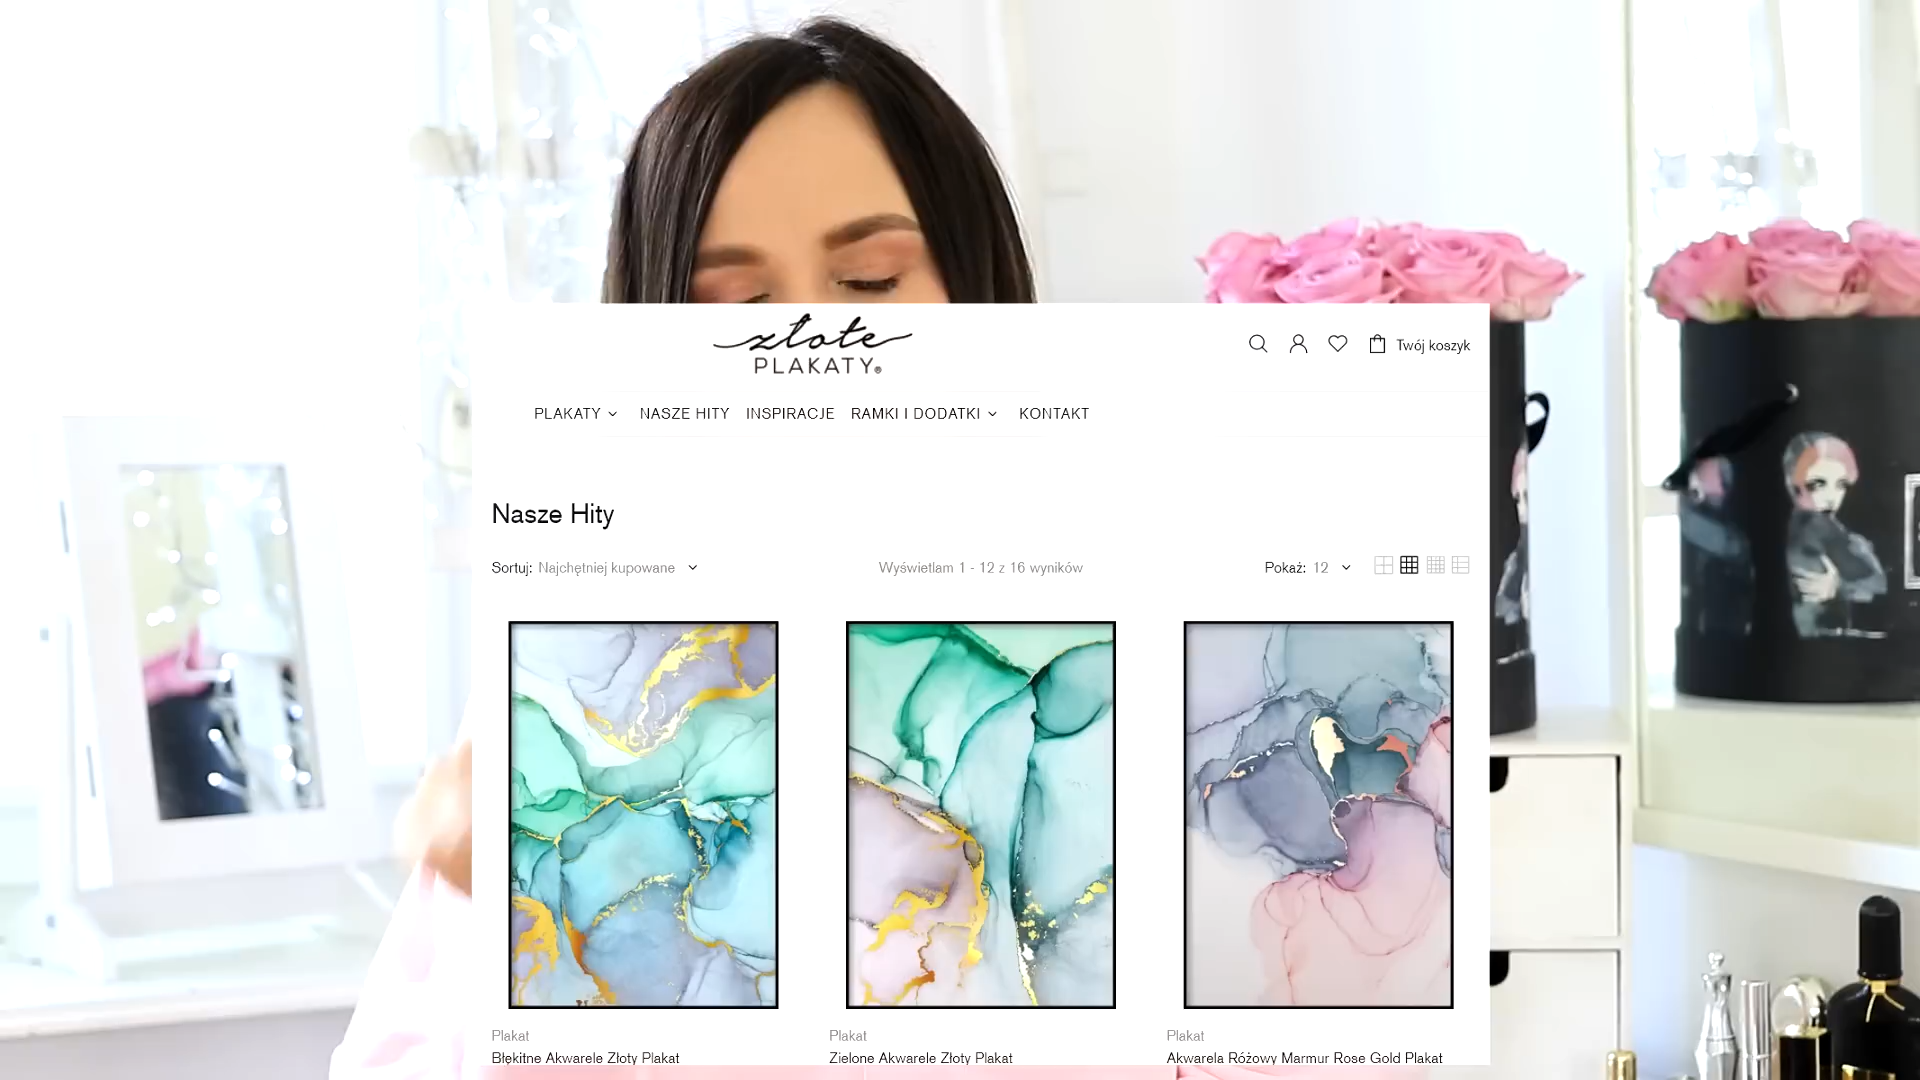 złote
PLAKATY®
Twój koszyk
PLAKATY NASZE HITY INSPIRACJE RAMKI I DODATKI KONTAKT
Nasze Hity
Sortuj: Najchętniej kupowane Wyświetlam 1 - 12 z 16 wyników Pokaż: 12
Plakat Plakat Plakat
Błękitne Akwarele Złoty Plakat Zielone Akwarele Złoty Plakat Akwarela Różowy Marmur Rose Gold Plakat